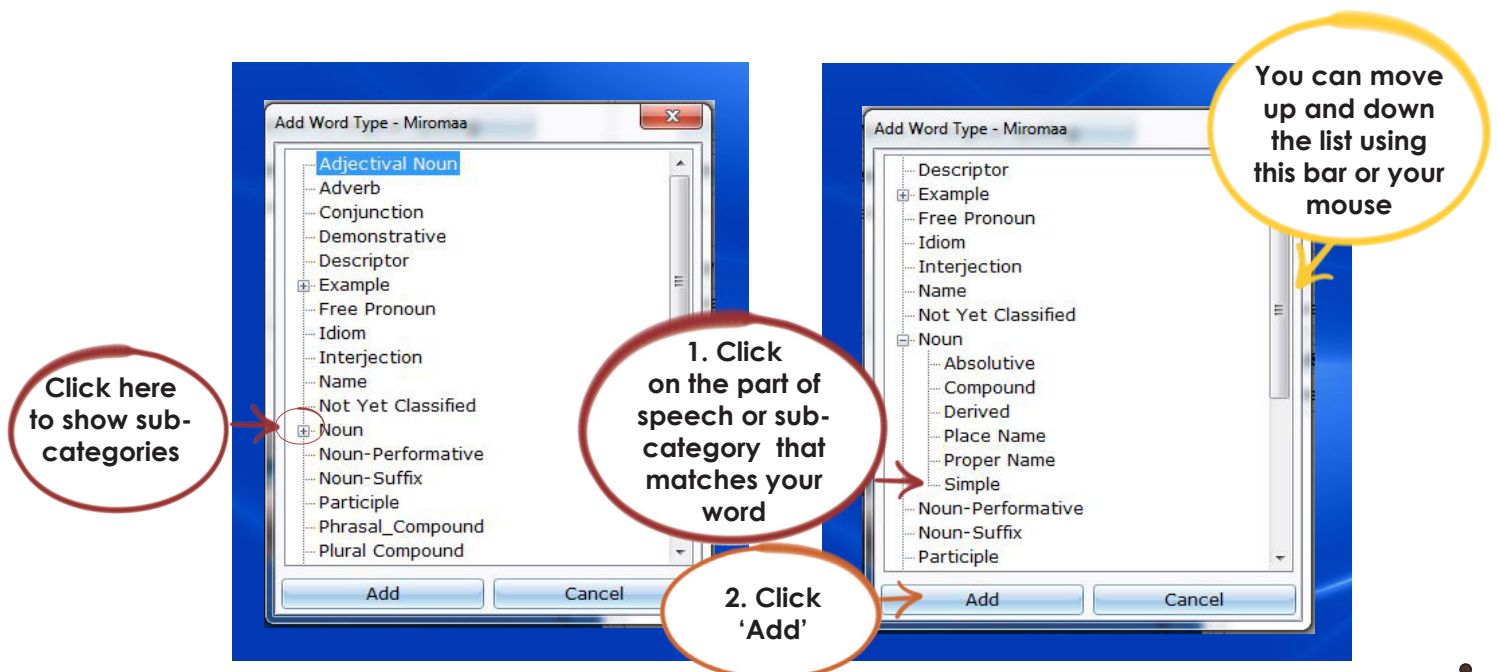 Add Word Type - Miromaa
Adjectival Noun
Adverb
Conjunction
Demonstrative
Descriptor
Example
Free Pronoun
Idiom
Interjection
Name
Not Yet Classified
Noun
Noun-Performative
Noun-Suffix
Participle
Phrasal_Compound
Plural Compound
Add
Cancel
Click here
to show sub-
categories
Add Word Type - Miromaa
Descriptor
Example
Free Pronoun
Idiom
Interjection
Name
Not Yet Classified
Noun
Absolutive
Compound
Derived
Place Name
Proper Name
Simple
Noun-Performative
Noun-Suffix
Participle
Add
Cancel
1. Click
on the part of
speech or sub-
category that
matches your
word
2. Click
‘Add’
You can move
up and down
the list using
this bar or your
mouse